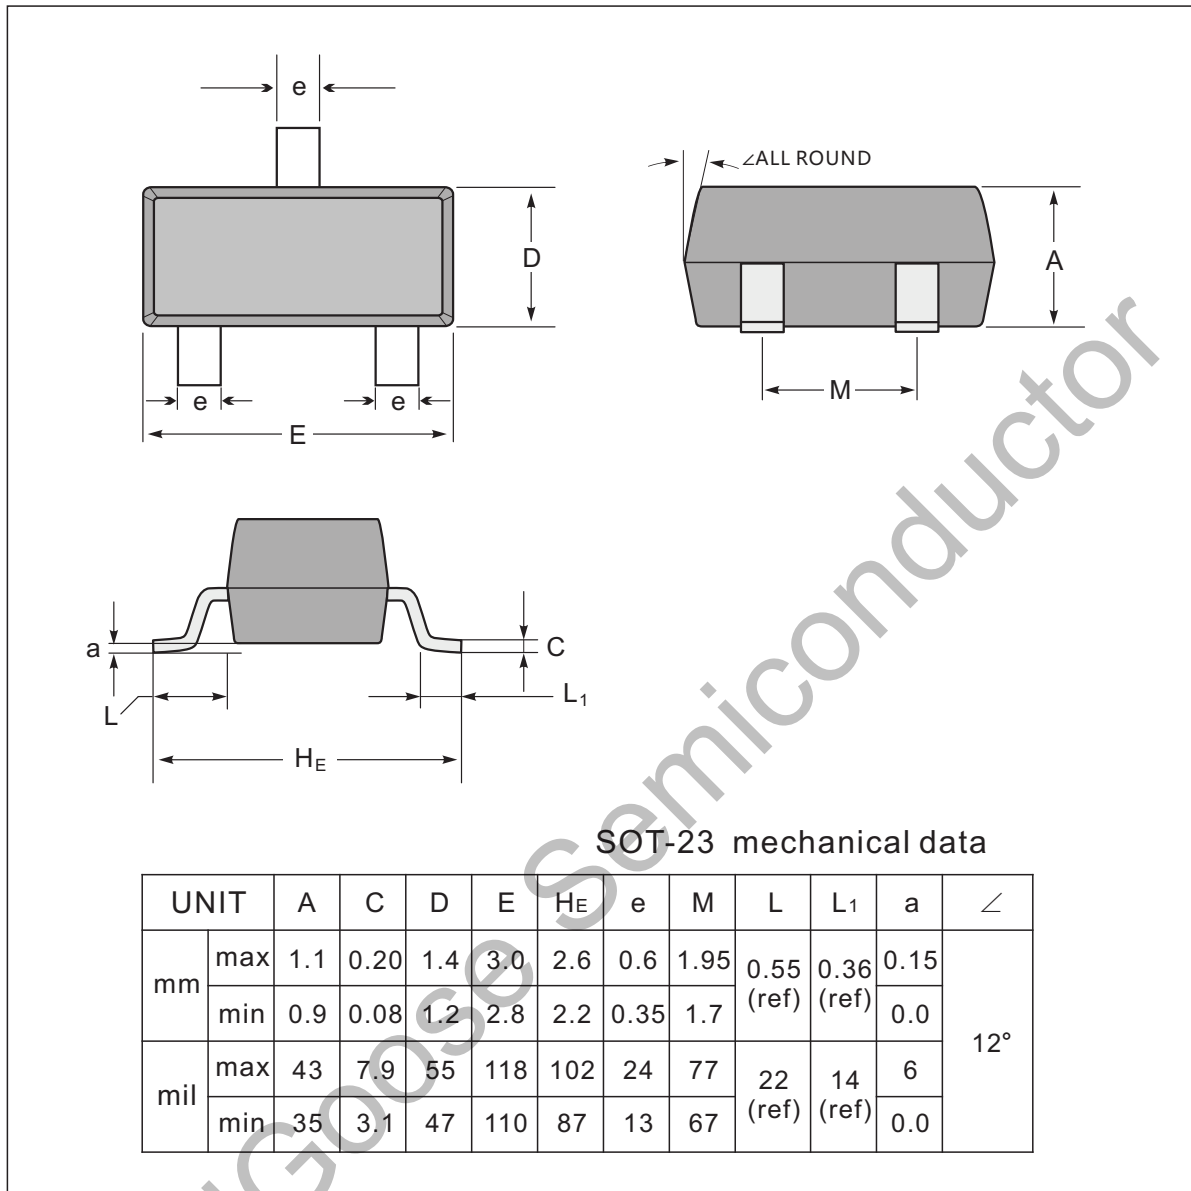 e
∠ALL ROUND
D
A
e
e
M
E
a
C
L
L₁
Hᴇ
SOT-23 mechanical data
UNIT A C D E Hᴇ e M L L₁ a ∠
mm max 1.1 0.20 1.4 3.0 2.6 0.6 1.95 0.55 (ref) 0.36 (ref) 0.15 12°
min 0.9 0.08 1.2 2.8 2.2 0.35 1.7 0.0
mil max 43 7.9 55 118 102 24 77 22 (ref) 14 (ref) 6
min 35 3.1 47 110 87 13 67 0.0
Goose Semiconductor